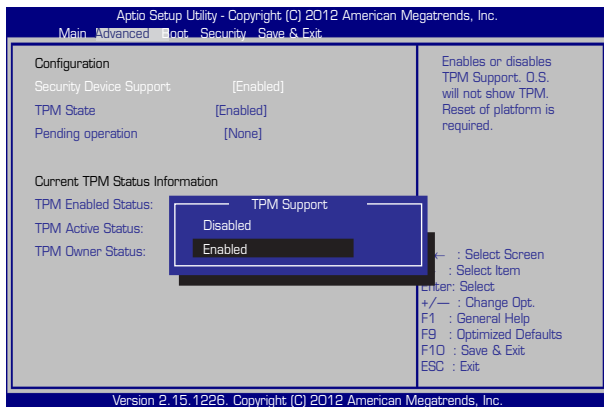 Aptio Setup Utility - Copyright (C) 2012 American Megatrends, Inc.
Main Advanced Boot Security Save & Exit
Configuration
Security Device Support [Enabled]
TPM State [Enabled]
Pending operation [None]
Current TPM Status Information
TPM Enabled Status:
TPM Active Status:
TPM Owner Status:
TPM Support
Disabled
Enabled
Enables or disables
TPM Support. O.S.
will not show TPM.
Reset of platform is
required.
← : Select Screen
: Select Item
Enter: Select
+/— : Change Opt.
F1 : General Help
F9 : Optimized Defaults
F10 : Save & Exit
ESC : Exit
Version 2.15.1226. Copyright (C) 2012 American Megatrends, Inc.